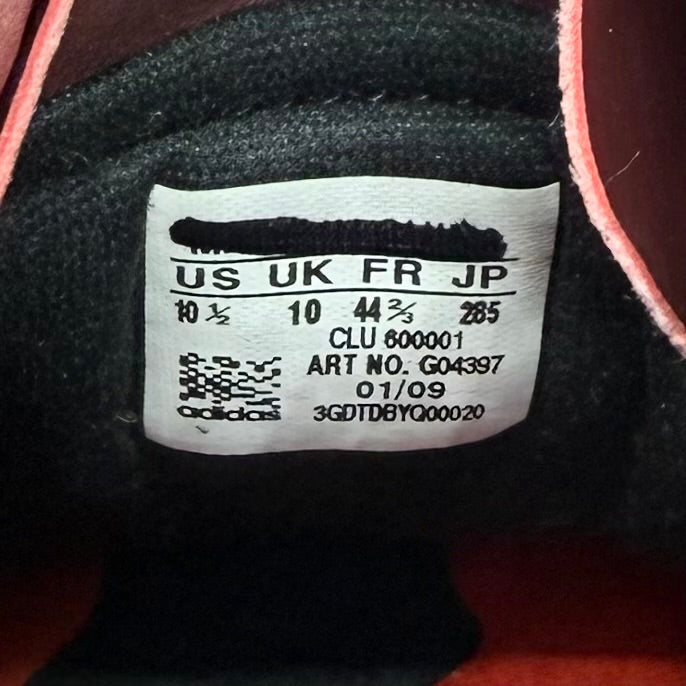 US UK FR JP
10 ½ 10 44 ⅔ 285
CLU 600001
ART NO. G04397
01/09
adidas 3GDTDBYQ00020